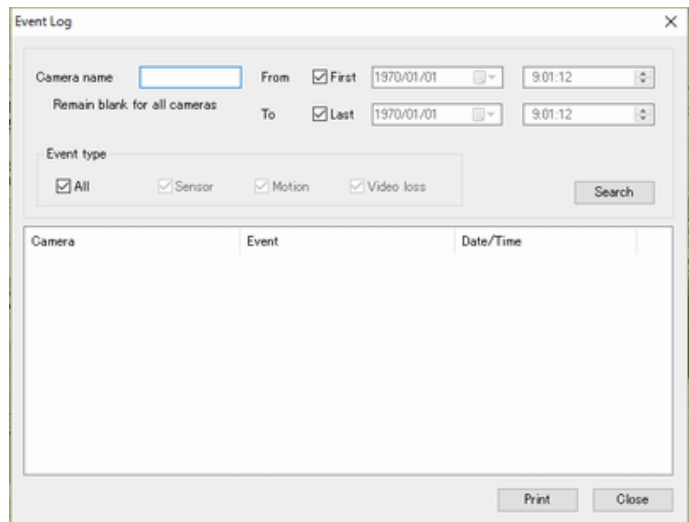 Event Log
Camera name From First 1970/01/01 9:01:12
Remain blank for all cameras
To Last 1970/01/01 9:01:12
Event type
All Sensor Motion Video loss
Search
Camera Event Date/Time
Print Close